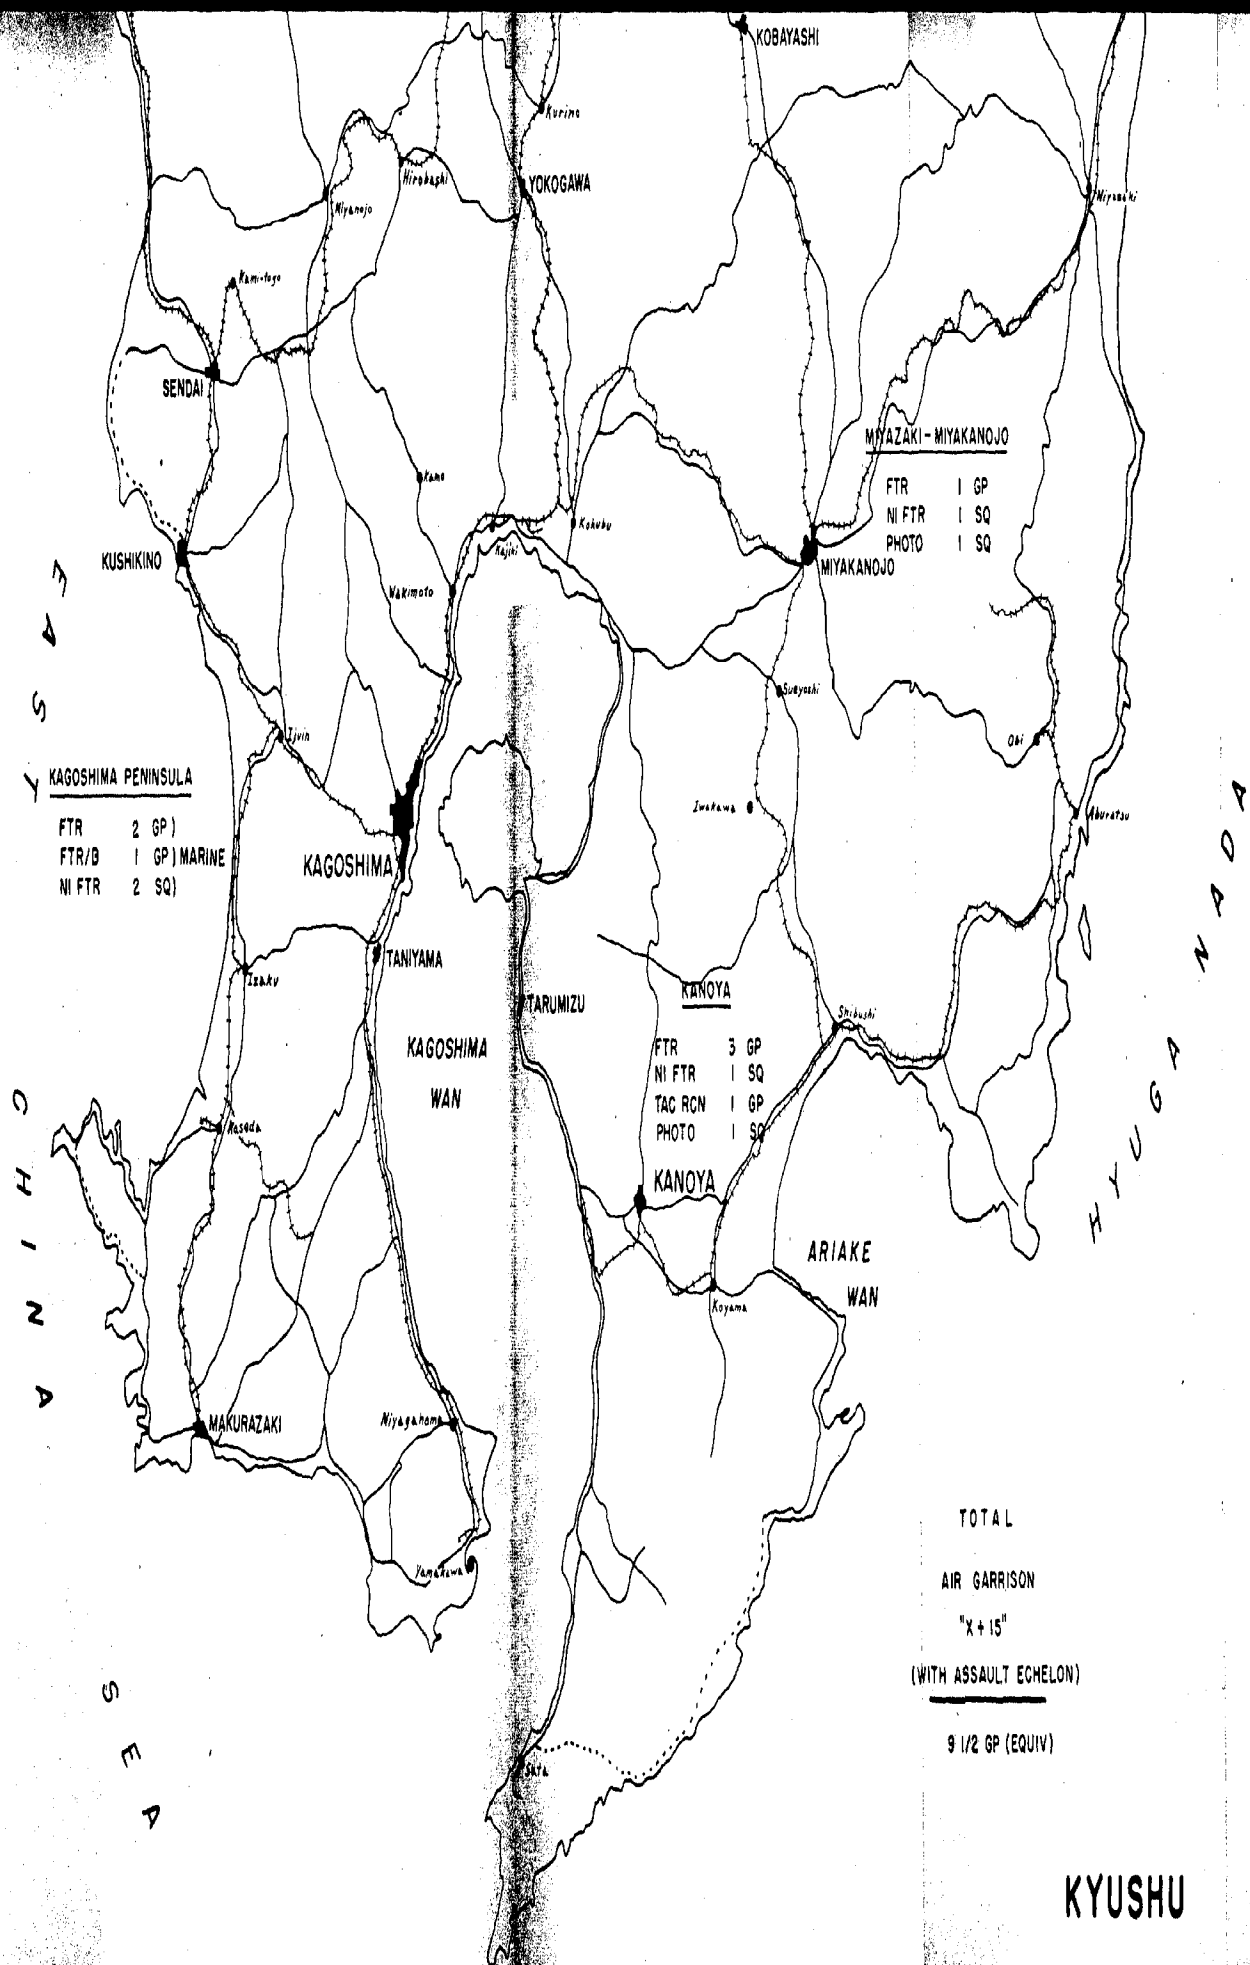 KOBAYASHI
Kurino
Hirobashi
YOKOGAWA
Miyanojo
Miyazaki
Kami-togo
SENDAI
MIYAZAKI - MIYAKANOJO
FTR 1 GP
NI FTR 1 SQ
PHOTO 1 SQ
Kamo
Kokubu
Kajiki
KUSHIKINO
MIYAKANOJO
Wakimoto
Sueyoshi
Ijuin
Obi
KAGOSHIMA PENINSULA
FTR 2 GP)
FTR/B 1 GP) MARINE
NI FTR 2 SQ)
Iwakawa
Aburatsu
KAGOSHIMA
TANIYAMA
Izaku
TARUMIZU
KANOYA
FTR 3 GP
NI FTR 1 SQ
TAC RCN 1 GP
PHOTO 1 SQ
Shibushi
KAGOSHIMA
WAN
Kaseda
KANOYA
ARIAKE
WAN
Koyama
MAKURAZAKI
Niyagahama
Yamakawa
Sata
EAST CHINA SEA
HYUGA NADA
TOTAL
AIR GARRISON
"X + 15"
(WITH ASSAULT ECHELON)
9 1/2 GP (EQUIV)
KYUSHU